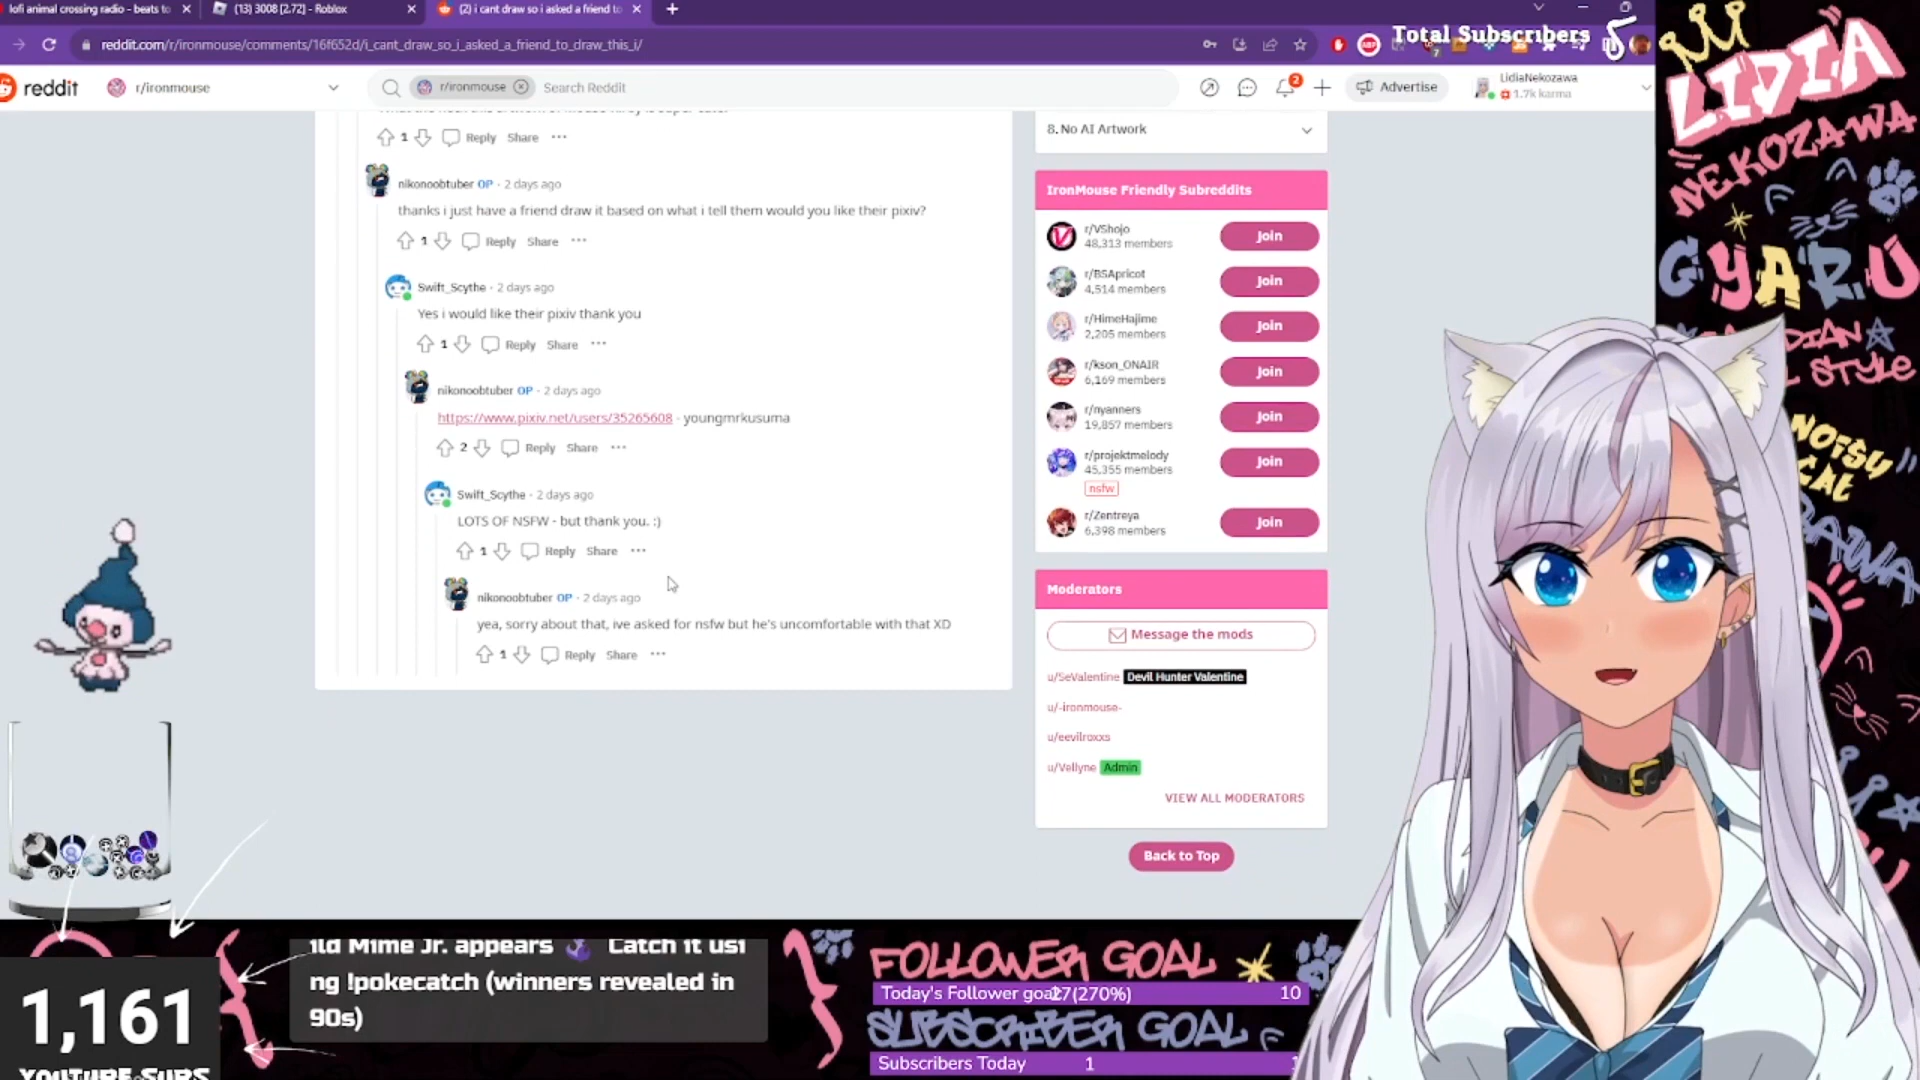 lofi animal crossing radio - beats to
(13) 3008 [2.72] - Roblox
(2) i cant draw so i asked a friend to
reddit.com/r/ironmouse/comments/16f652d/i_cant_draw_so_i_asked_a_friend_to_draw_this_i/
Total Subscribers
reddit
r/ironmouse
r/ironmouse
Search Reddit
2
Advertise
LidiaNekozawa
1.7k karma
1 Reply Share
nikonoobtuber OP · 2 days ago
thanks i just have a friend draw it based on what i tell them would you like their pixiv?
1 Reply Share
Swift_Scythe · 2 days ago
Yes i would like their pixiv thank you
1 Reply Share
nikonoobtuber OP · 2 days ago
https://www.pixiv.net/users/35265608 - youngmrkusuma
2 Reply Share
Swift_Scythe · 2 days ago
LOTS OF NSFW - but thank you. :)
1 Reply Share
nikonoobtuber OP · 2 days ago
yea, sorry about that, ive asked for nsfw but he's uncomfortable with that XD
1 Reply Share
8. No AI Artwork
IronMouse Friendly Subreddits
r/VShojo
48,313 members
Join
r/BSApricot
4,514 members
Join
r/HimeHajime
2,205 members
Join
r/kson_ONAIR
6,169 members
Join
r/nyanners
19,857 members
Join
r/projektmelody
45,355 members
nsfw
Join
r/Zentreya
6,398 members
Join
Moderators
Message the mods
u/SeValentine Devil Hunter Valentine
u/-ironmouse-
u/eevilroxxs
u/Vellyne Admin
VIEW ALL MODERATORS
Back to Top
LIDIA
NEKOZAWA
GYARU
STYLE
NOISY
CAT
ild Mime Jr. appears Catch it usi
ng !pokecatch (winners revealed in
90s)
1,161
YOUTUBE SUBS
FOLLOWER GOAL
Today's Follower goal 27 (270%) 10
SUBSCRIBER GOAL
Subscribers Today 1